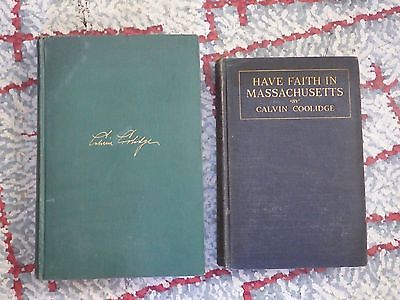 Calvin Coolidge
HAVE FAITH IN
MASSACHUSETTS
BY
CALVIN COOLIDGE